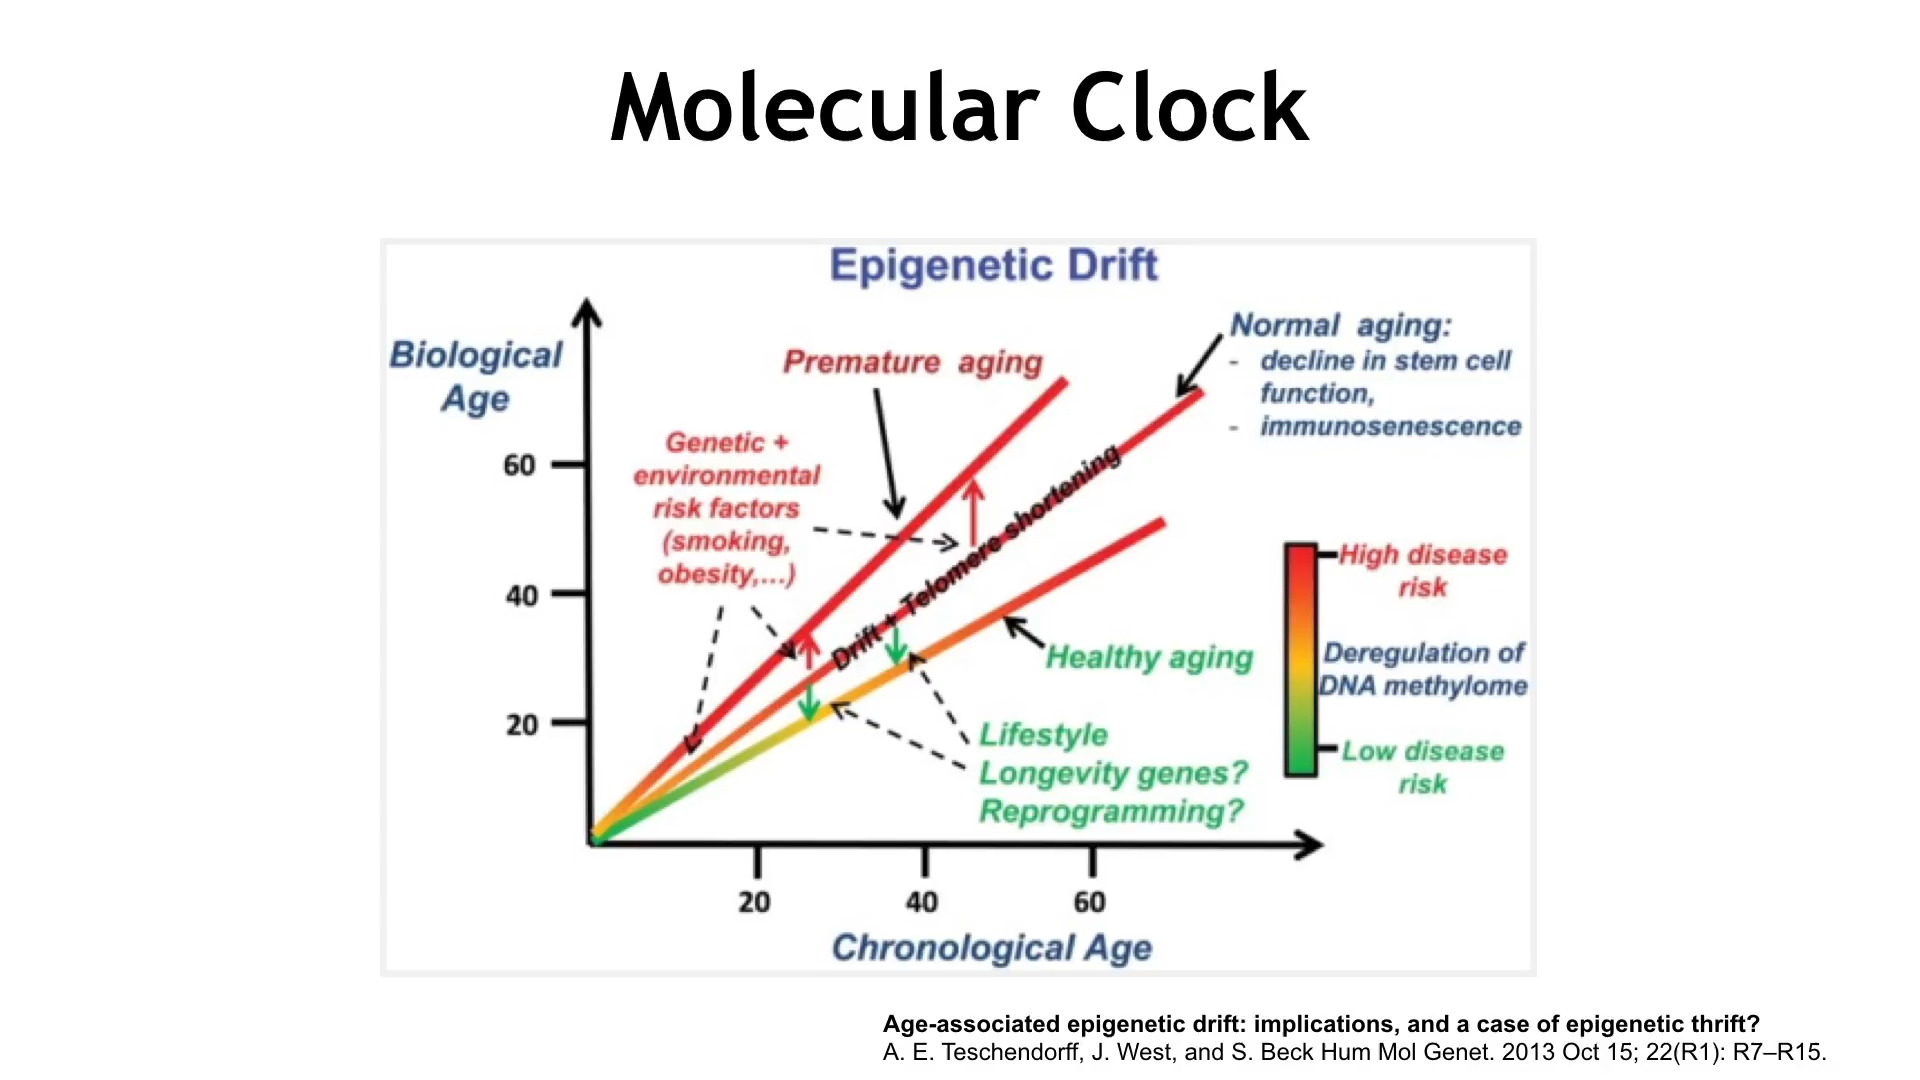 Molecular Clock
Epigenetic Drift
Biological
Age
Premature aging
Normal aging:
- decline in stem cell
function,
- immunosenescence
Genetic +
environmental
risk factors
(smoking,
obesity,...)
Drift + Telomere shortening
Healthy aging
Lifestyle
Longevity genes?
Reprogramming?
High disease
risk
Deregulation of
DNA methylome
Low disease
risk
60
40
20
20 40 60
Chronological Age
Age-associated epigenetic drift: implications, and a case of epigenetic thrift?
A. E. Teschendorff, J. West, and S. Beck Hum Mol Genet. 2013 Oct 15; 22(R1): R7–R15.